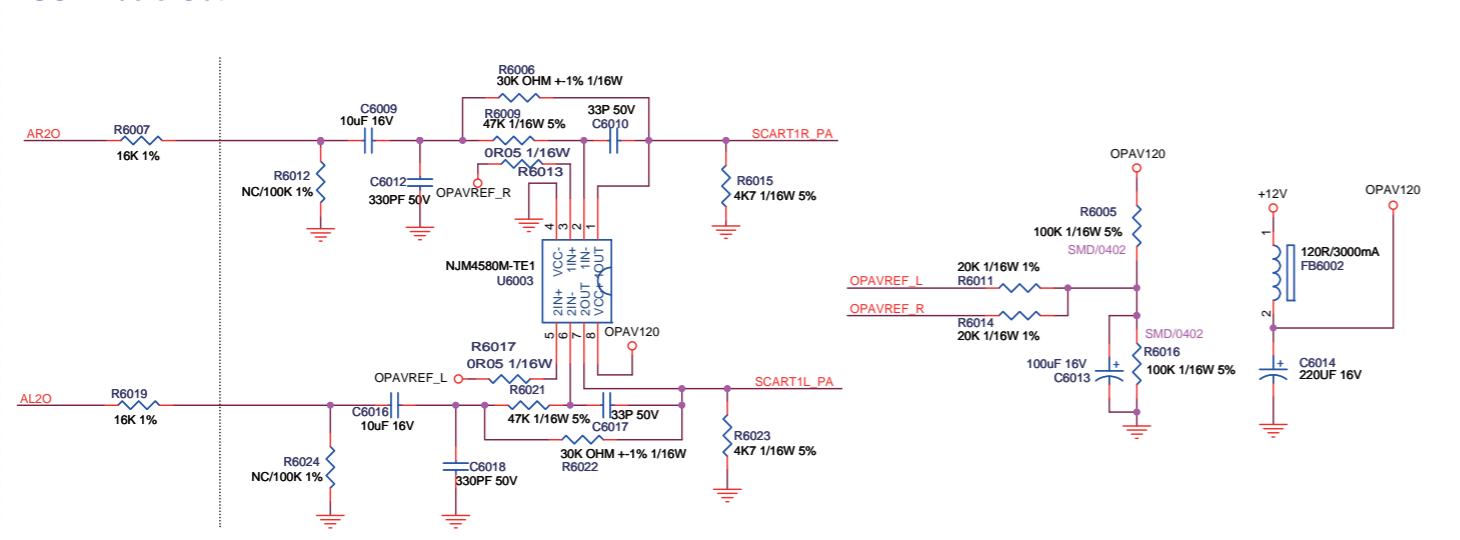 R6006
30K OHM +-1% 1/16W
C6009
10uF 16V
R6009
47K 1/16W 5%
33P 50V
C6010
AR2O
R6007
16K 1%
SCART1R_PA
0R05 1/16W
R6013
R6012
NC/100K 1%
C6012
330PF 50V
OPAVREF_R
R6015
4K7 1/16W 5%
4
3
2
1
VCC-
1IN+
1IN-
1OUT
NJM4580M-TE1
U6003
2IN+
2IN-
2OUT
VCC+
5
6
7
8
OPAV120
R6017
0R05 1/16W
OPAVREF_L
SCART1L_PA
AL2O
R6019
16K 1%
C6016
10uF 16V
R6021
47K 1/16W 5%
33P 50V
C6017
R6023
4K7 1/16W 5%
30K OHM +-1% 1/16W
R6022
R6024
NC/100K 1%
C6018
330PF 50V
OPAV120
R6005
100K 1/16W 5%
SMD/0402
OPAVREF_L
20K 1/16W 1%
R6011
OPAVREF_R
R6014
20K 1/16W 1%
SMD/0402
R6016
100K 1/16W 5%
100uF 16V
C6013
+
+12V
OPAV120
1
120R/3000mA
FB6002
2
+
C6014
220UF 16V